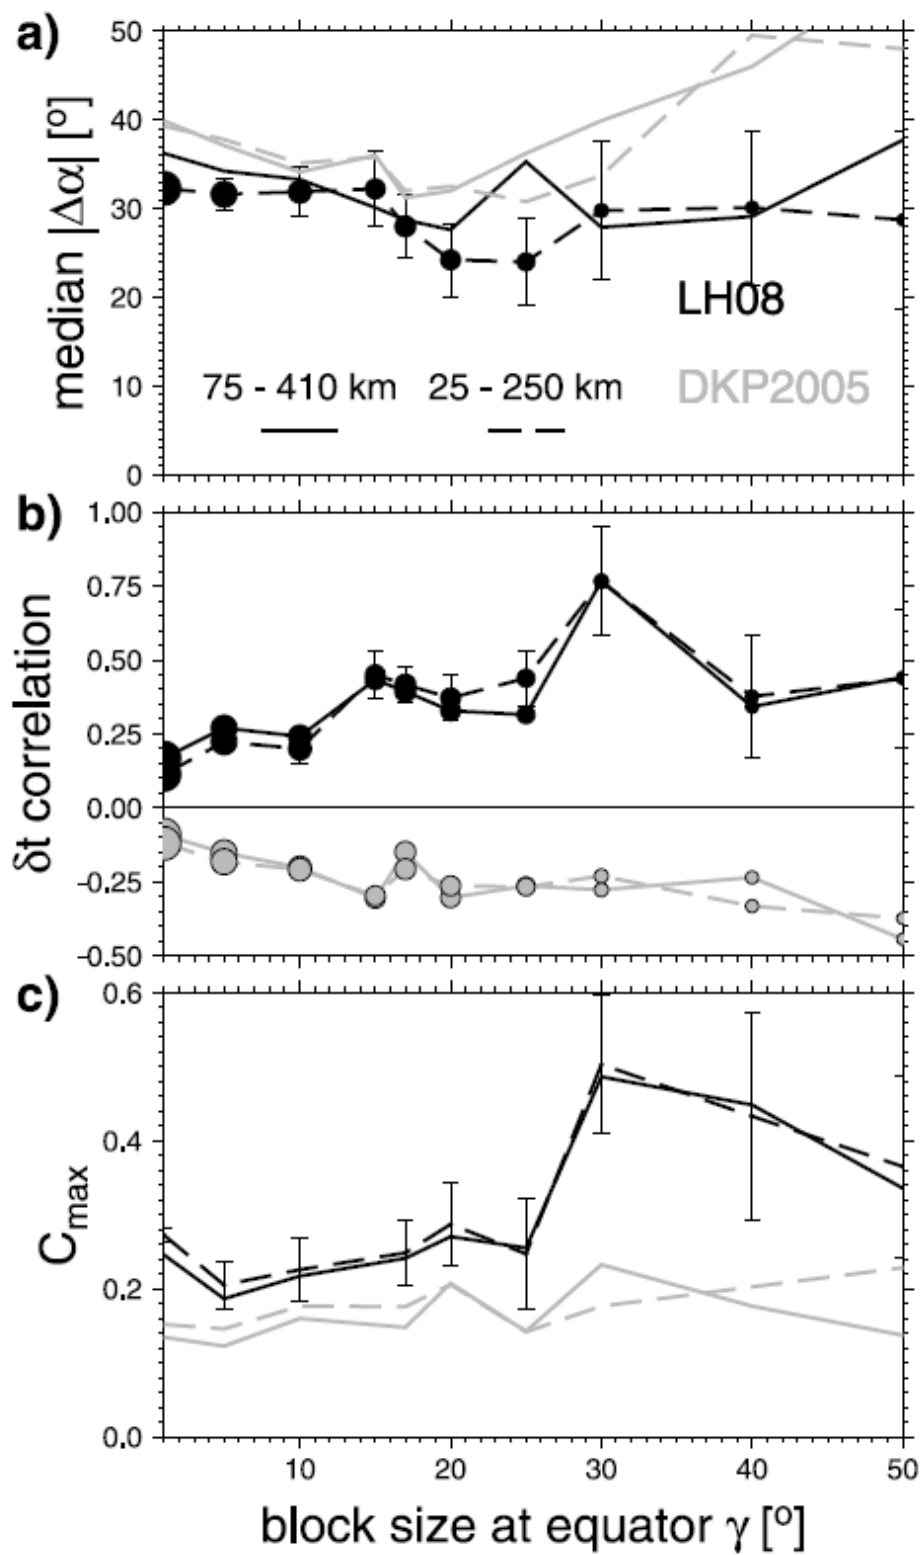 a)
50
40
30
20
10
0
median |Δα| [º]
LH08
75 - 410 km 25 - 250 km
DKP2005
b)
1.00
0.75
0.50
0.25
0.00
-0.25
-0.50
δt correlation
c)
0.6
0.4
0.2
0.0
Cmax
10 20 30 40 50
block size at equator γ [º]